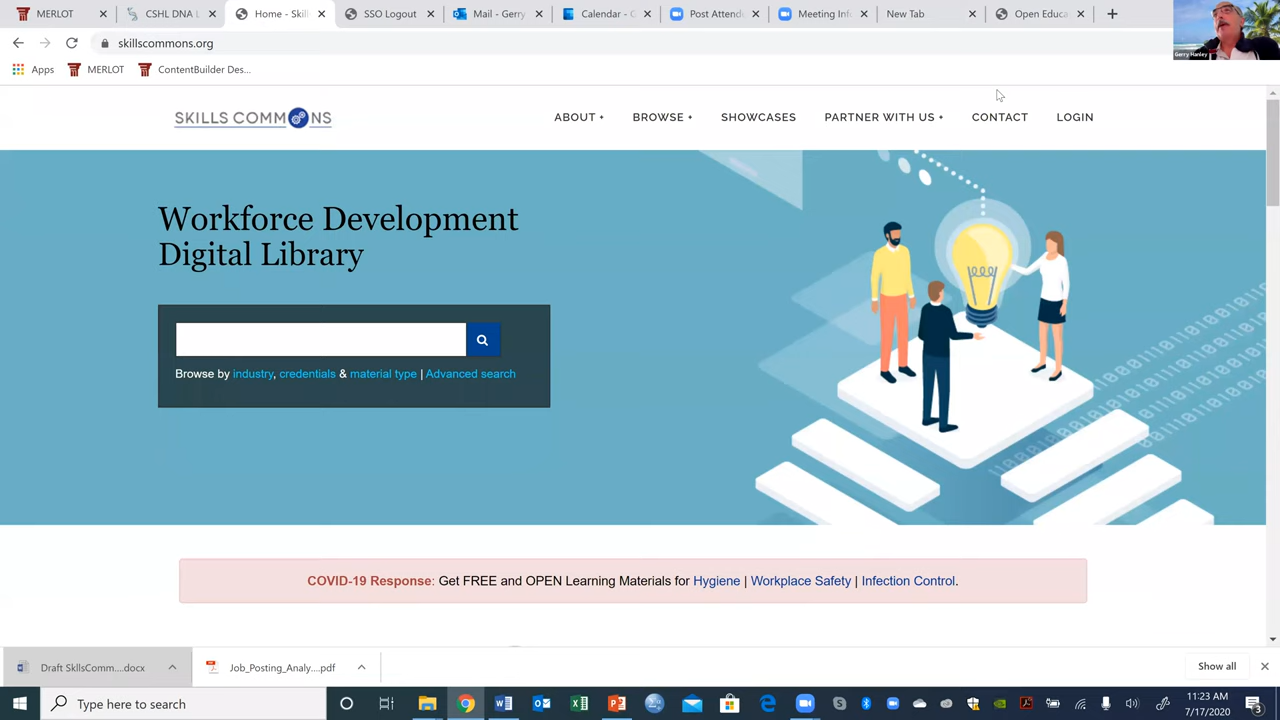 MERLOT
CSHL DNA L
Home - Skil
SSO Logout
Mail - Gerry
Calendar - G
Post Attende
Meeting Info
New Tab
Open Educa
skillscommons.org
Gerry Hanley
Apps
MERLOT
ContentBuilder Des...
SKILLS COMMONS
ABOUT +
BROWSE +
SHOWCASES
PARTNER WITH US +
CONTACT
LOGIN
Workforce Development
Digital Library
Browse by industry, credentials & material type | Advanced search
COVID-19 Response: Get FREE and OPEN Learning Materials for Hygiene | Workplace Safety | Infection Control.
Draft SkllsComm....docx
Job_Posting_Analy....pdf
Show all
Type here to search
11:23 AM
7/17/2020
3